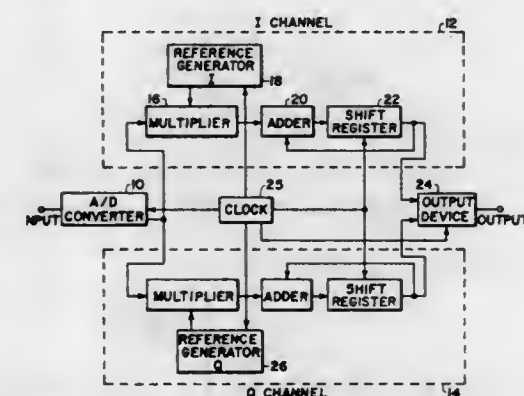 I CHANNEL
12
REFERENCE
GENERATOR
I
18
16
20
22
MULTIPLIER
ADDER
SHIFT
REGISTER
10
25
24
A/D
CONVERTER
CLOCK
OUTPUT
DEVICE
NPUT
OUTPUT
MULTIPLIER
ADDER
SHIFT
REGISTER
REFERENCE
GENERATOR
Q
26
Q CHANNEL
14